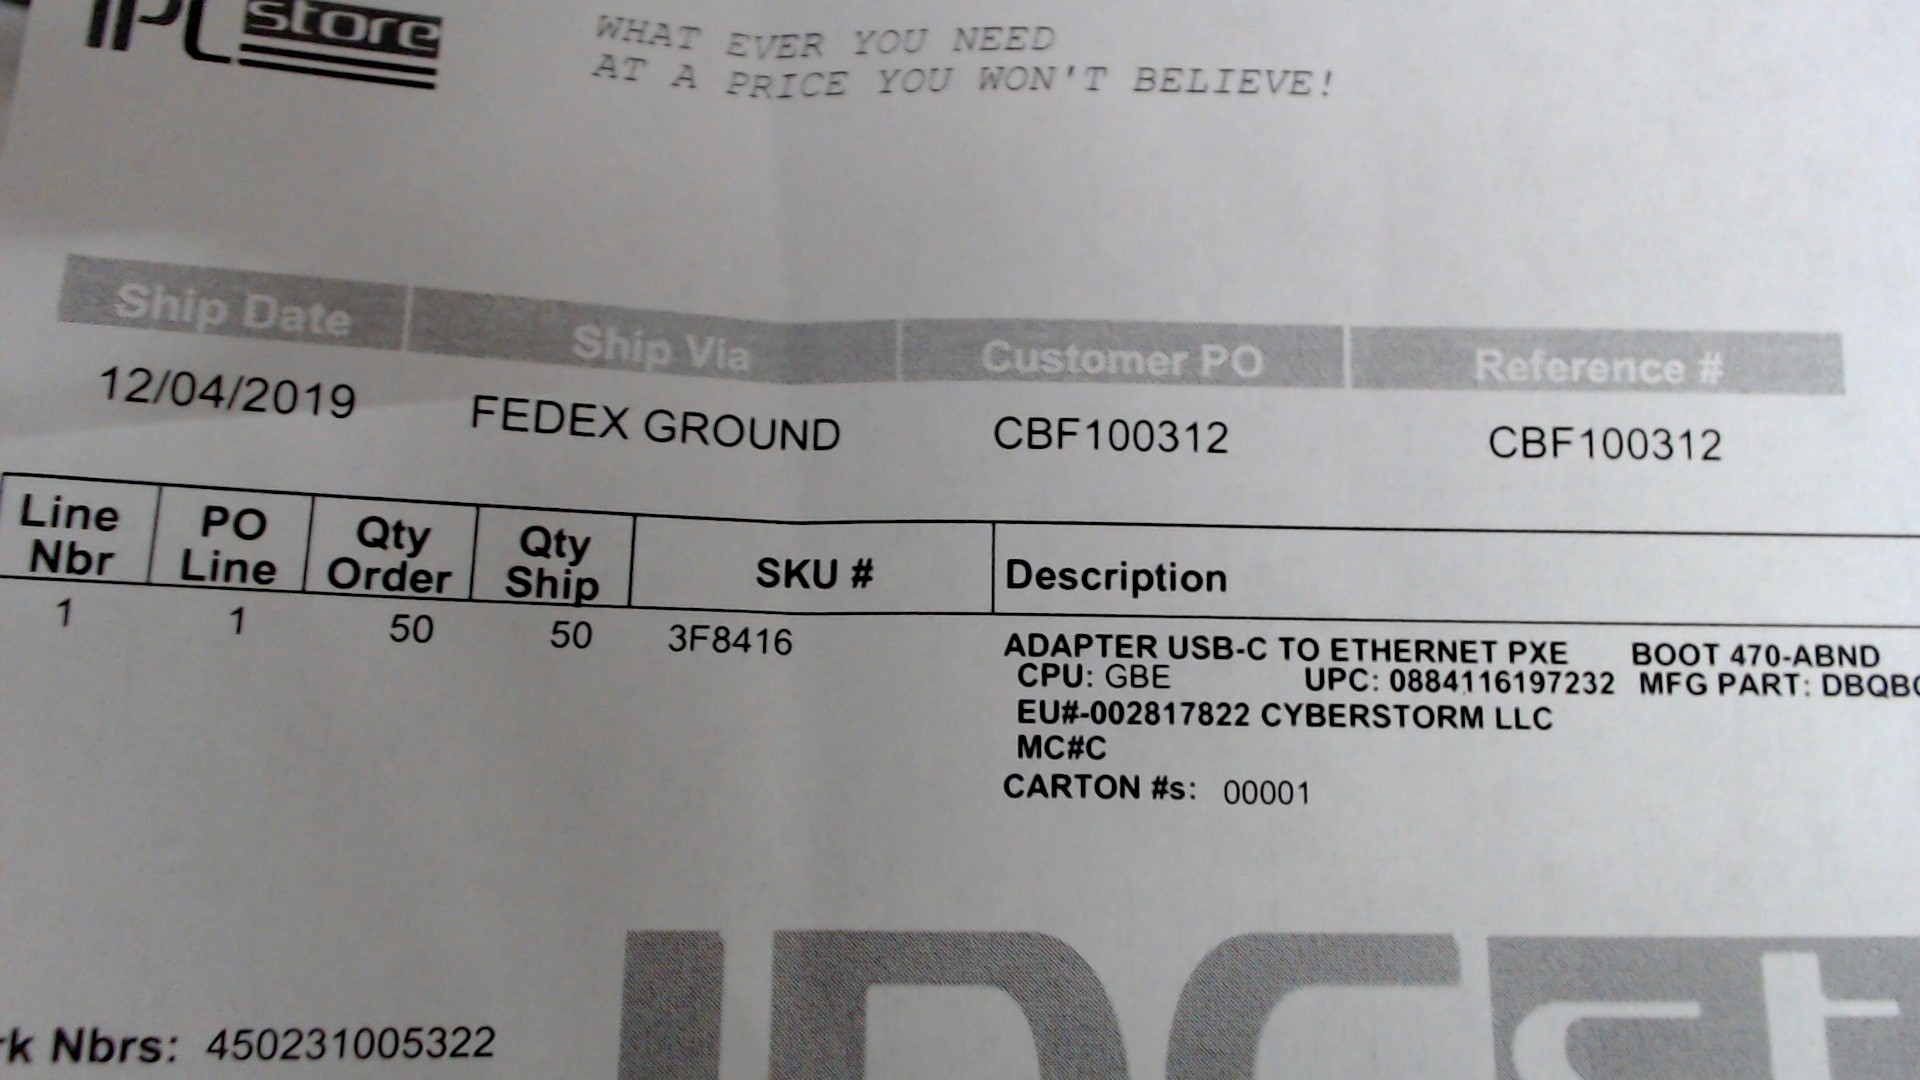 store
WHAT EVER YOU NEED
AT A PRICE YOU WON'T BELIEVE!
Ship Date Ship Via Customer PO Reference #
12/04/2019 FEDEX GROUND CBF100312 CBF100312
Line Nbr PO Line Qty Order Qty Ship SKU # Description
1 1 50 50 3F8416 ADAPTER USB-C TO ETHERNET PXE BOOT 470-ABND
CPU: GBE UPC: 0884116197232 MFG PART: DBQB
EU#-002817822 CYBERSTORM LLC
MC#C
CARTON #s: 00001
Nbrs: 450231005322